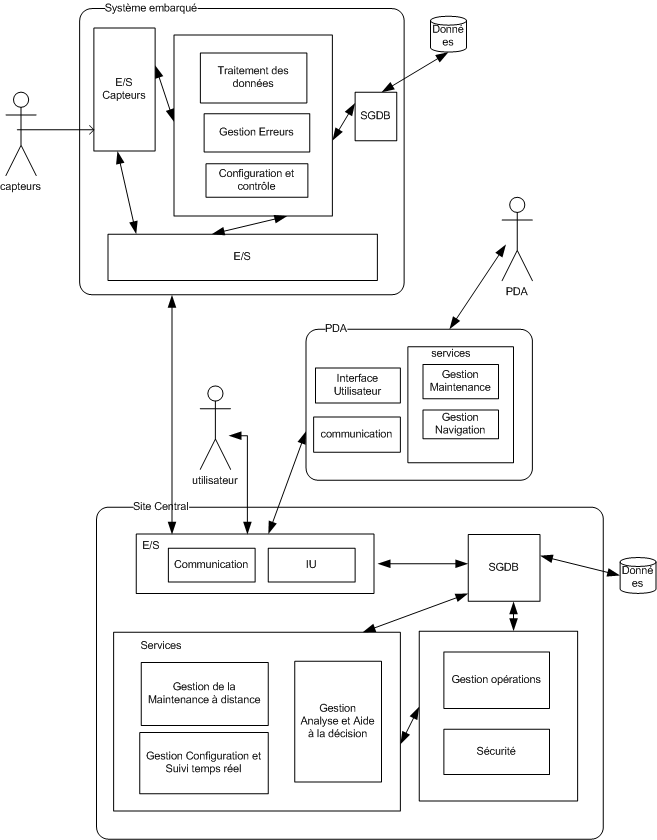 Système embarqué
Donné
es
E/S
Capteurs
Traitement des
données
SGDB
Gestion Erreurs
Configuration et
contrôle
capteurs
E/S
PDA
PDA
services
Interface
Utilisateur
Gestion
Maintenance
communication
Gestion
Navigation
utilisateur
Site Central
E/S
Communication
IU
SGDB
Donné
es
Services
Gestion de la
Maintenance à distance
Gestion
Analyse et Aide
à la décision
Gestion Configuration et
Suivi temps réel
Gestion opérations
Sécurité